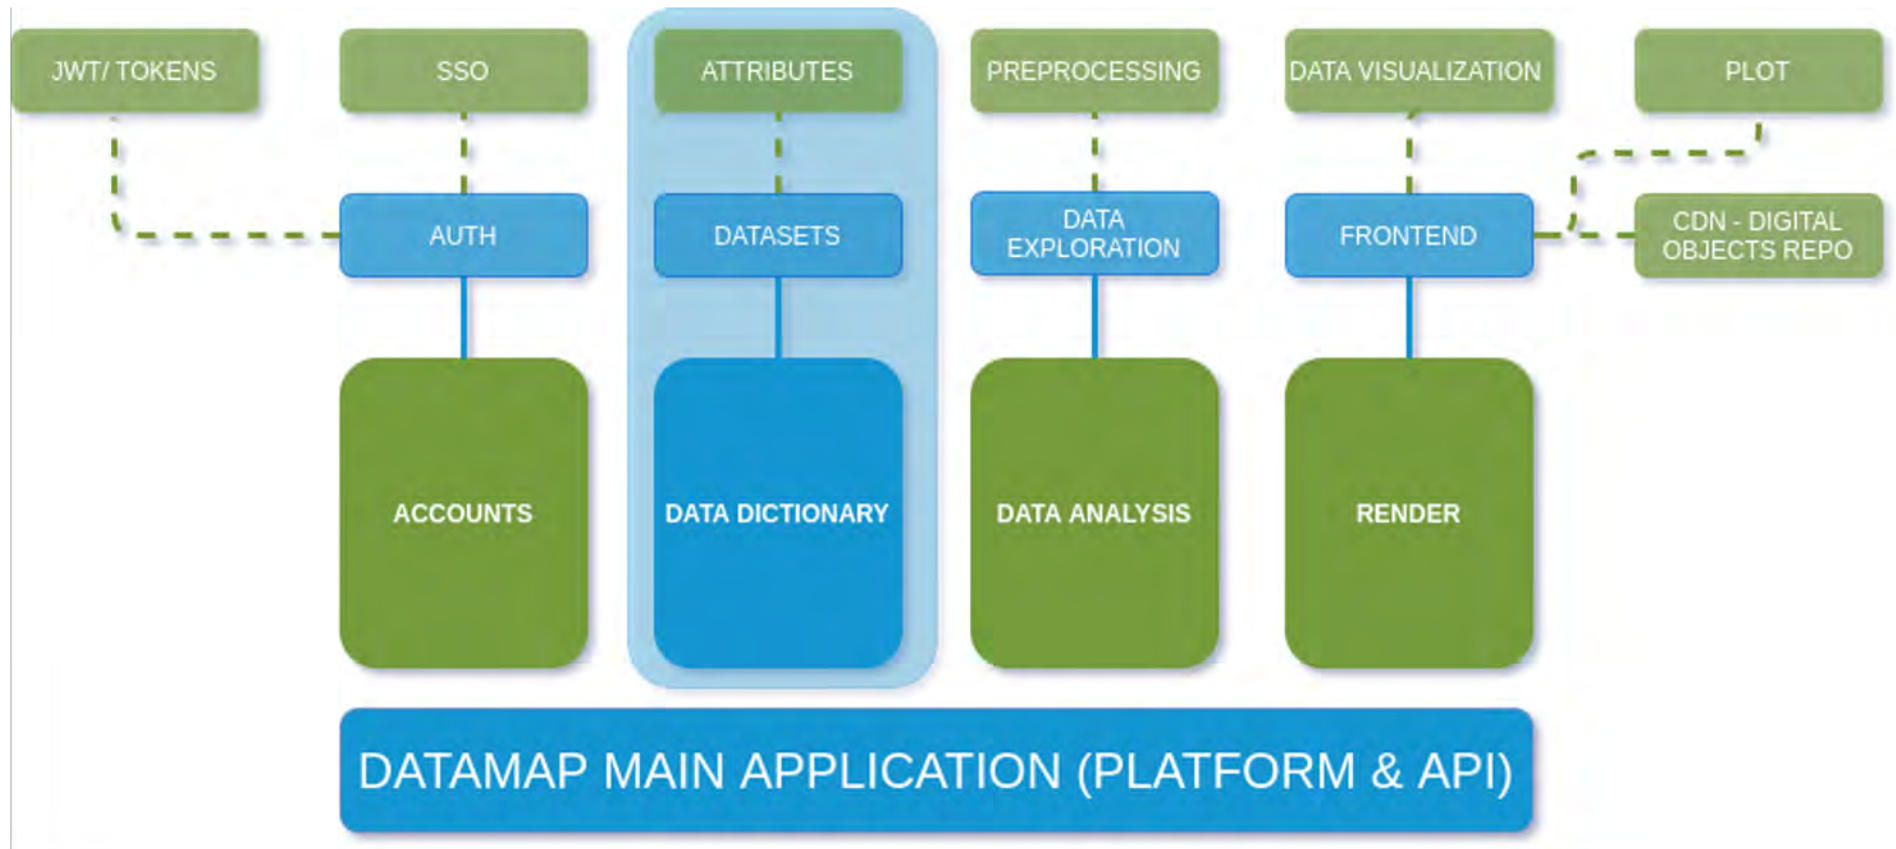 JWT/ TOKENS
SSO
ATTRIBUTES
PREPROCESSING
DATA VISUALIZATION
PLOT
AUTH
DATASETS
DATA
EXPLORATION
FRONTEND
CDN - DIGITAL
OBJECTS REPO
ACCOUNTS
DATA DICTIONARY
DATA ANALYSIS
RENDER
DATAMAP MAIN APPLICATION (PLATFORM & API)